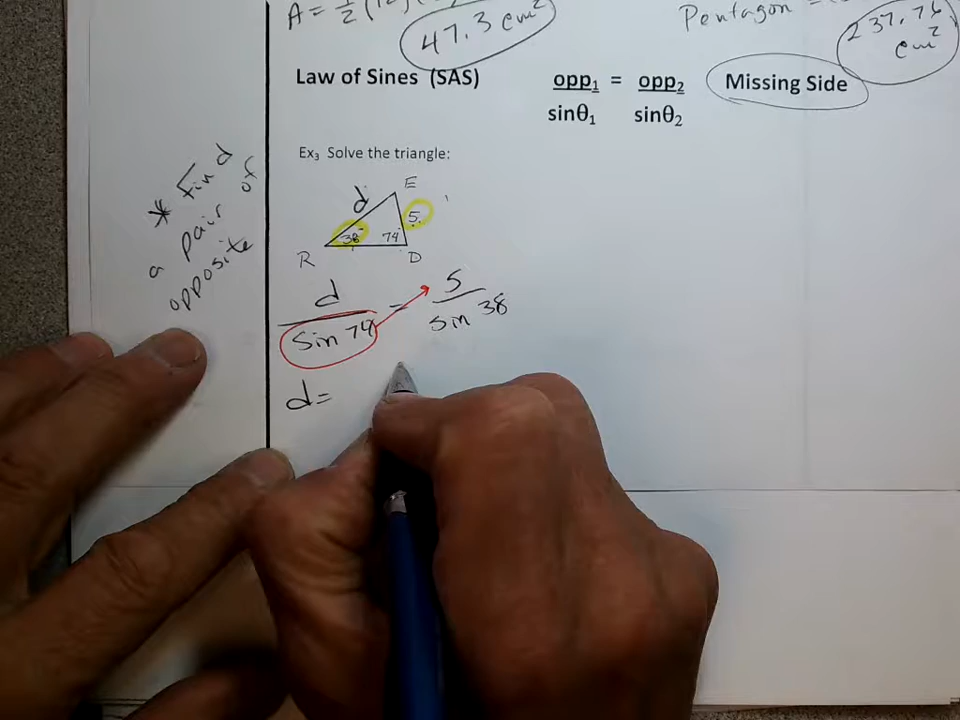 A = 1/2 (12)
47.3 cm²
Pentagon =
237.76 cm²
Law of Sines (SAS)
opp₁ = opp₂
sinθ₁ sinθ₂
Missing Side
Ex₃ Solve the triangle:
* Find a pair of opposite
E
d
5
38°
74°
R
D
d = 5
sin 74 sin 38
d =